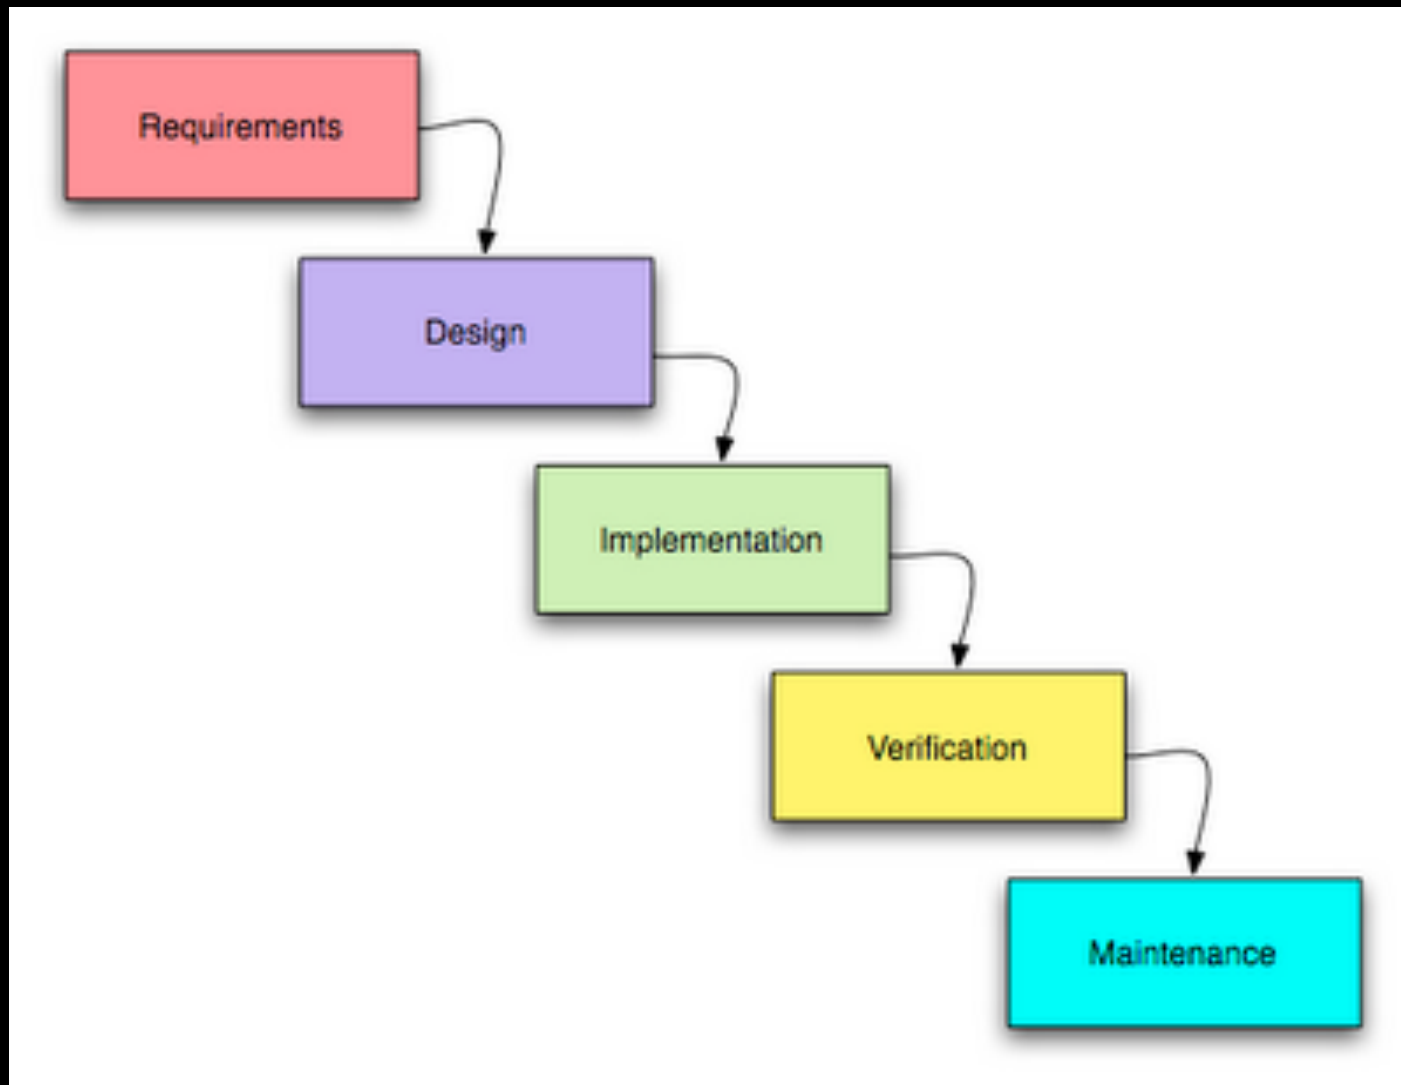 Requirements
Design
Implementation
Verification
Maintenance